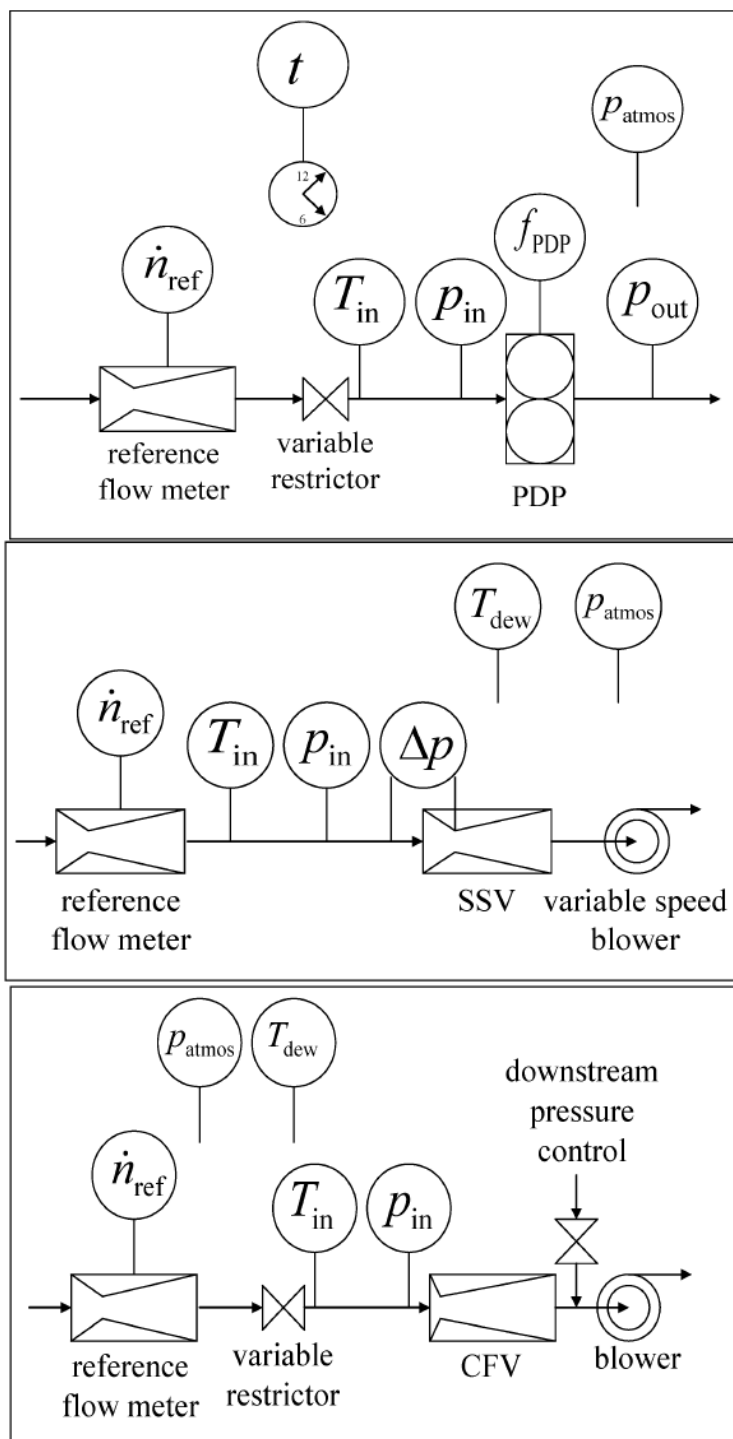 t
p_atmos
12
6
f_PDP
ṅ_ref
T_in
p_in
p_out
variable
restrictor
reference
flow meter
PDP
T_dew
p_atmos
ṅ_ref
T_in
p_in
Δp
reference
flow meter
SSV
variable speed
blower
p_atmos
T_dew
downstream
pressure
control
ṅ_ref
T_in
p_in
reference
flow meter
variable
restrictor
CFV
blower